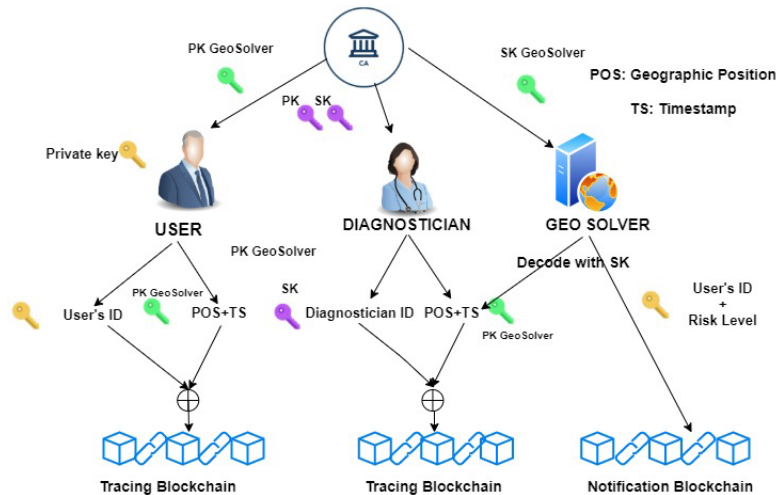 PK GeoSolver
CA
SK GeoSolver
POS: Geographic Position
TS: Timestamp
PK SK
Private key
USER
DIAGNOSTICIAN
GEO SOLVER
PK GeoSolver
Decode with SK
User's ID
PK GeoSolver
POS+TS
SK
Diagnostician ID
POS+TS
PK GeoSolver
User's ID
+
Risk Level
Tracing Blockchain
Tracing Blockchain
Notification Blockchain